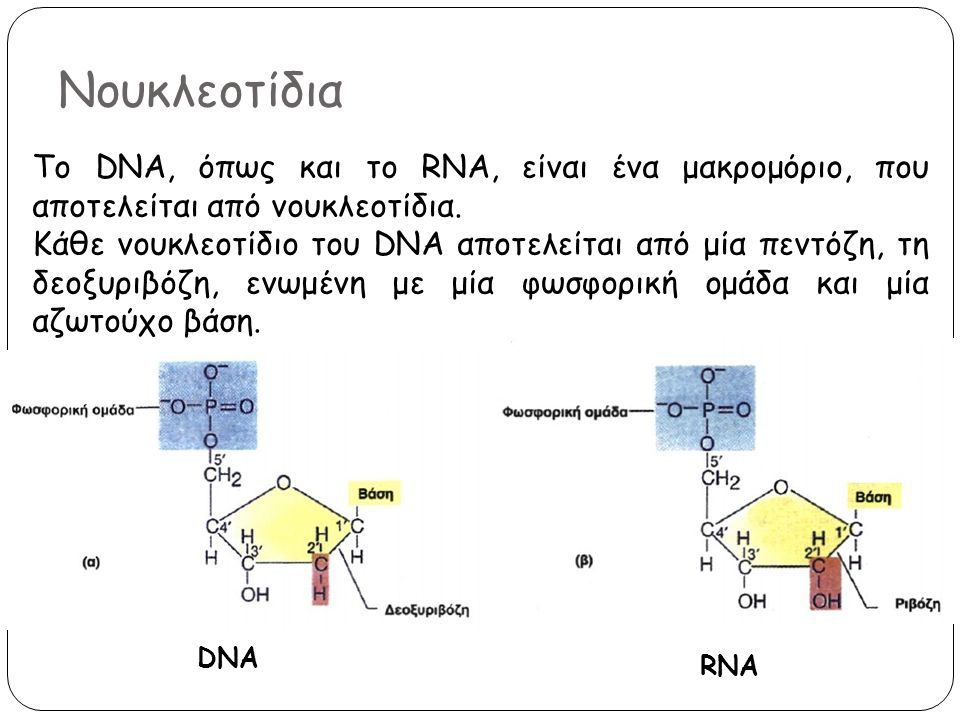 Νουκλεοτίδια
Το DNA, όπως και το RNA, είναι ένα μακρομόριο, που
αποτελείται από νουκλεοτίδια.
Κάθε νουκλεοτίδιο του DNA αποτελείται από μία πεντόζη, τη
δεοξυριβόζη, ενωμένη με μία φωσφορική ομάδα και μία
αζωτούχο βάση.
O⁻
Φωσφορική ομάδα
⁻O–P=O
O
5′
CH2
O
Βάση
C 4′
1′ C
H
H
3′
2′
H
H
C
C
OH
H
(α)
Δεοξυριβόζη
DNA
O⁻
Φωσφορική ομάδα
⁻O–P=O
O
5′
CH2
O
Βάση
C 4′
1′ C
H
H
3′
2′
H
H
C
C
OH
OH
(β)
Ριβόζη
RNA